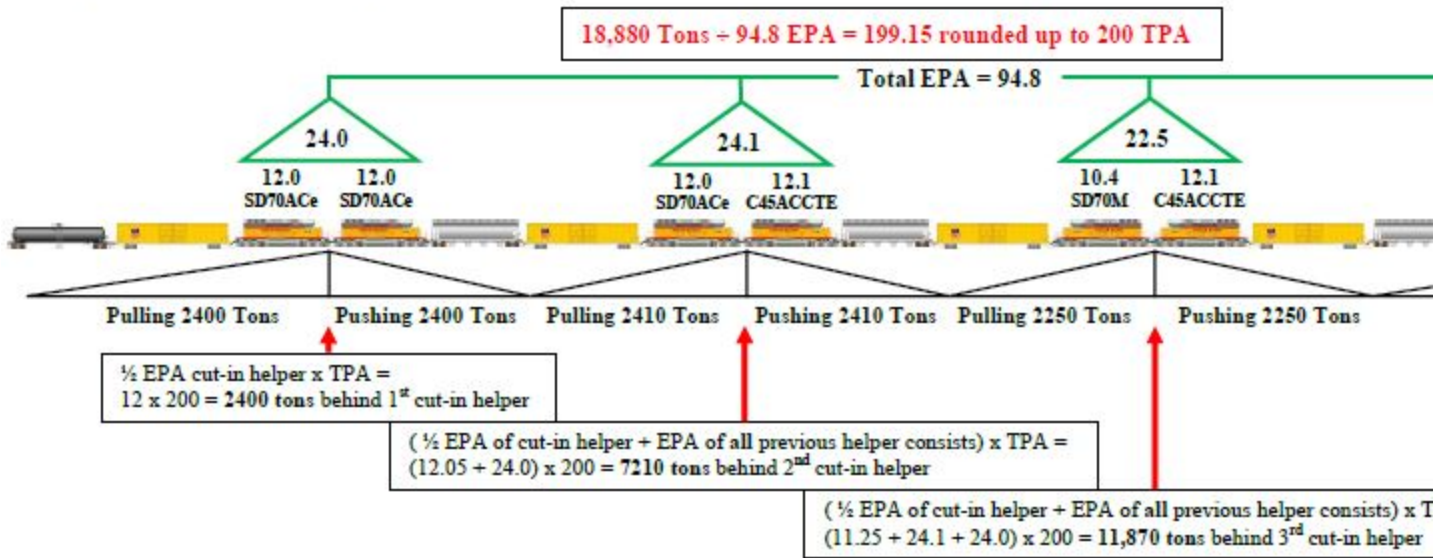 18,880 Tons ÷ 94.8 EPA = 199.15 rounded up to 200 TPA
Total EPA = 94.8
24.0
24.1
22.5
12.0 12.0
SD70ACe SD70ACe
12.0 12.1
SD70ACe C45ACCTE
10.4 12.1
SD70M C45ACCTE
Pulling 2400 Tons Pushing 2400 Tons Pulling 2410 Tons Pushing 2410 Tons Pulling 2250 Tons Pushing 2250 Tons
½ EPA cut-in helper x TPA =
12 x 200 = 2400 tons behind 1st cut-in helper
( ½ EPA of cut-in helper + EPA of all previous helper consists) x TPA =
(12.05 + 24.0) x 200 = 7210 tons behind 2nd cut-in helper
( ½ EPA of cut-in helper + EPA of all previous helper consists) x T
(11.25 + 24.1 + 24.0) x 200 = 11,870 tons behind 3rd cut-in helper